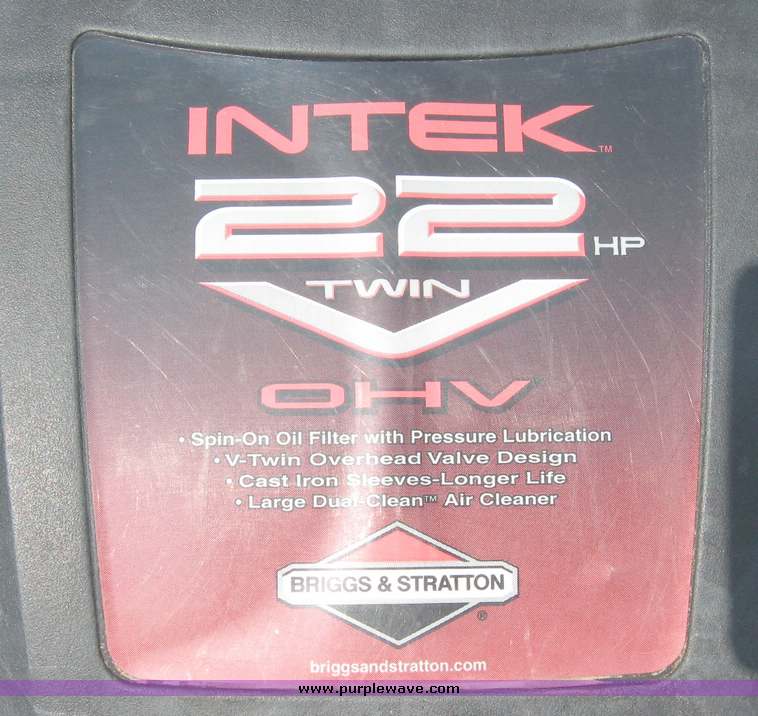 INTEK™
22 HP
TWIN
OHV
• Spin-On Oil Filter with Pressure Lubrication
• V-Twin Overhead Valve Design
• Cast Iron Sleeves-Longer Life
• Large Dual-Clean™ Air Cleaner
BRIGGS & STRATTON
®
briggsandstratton.com
www.purplewave.com